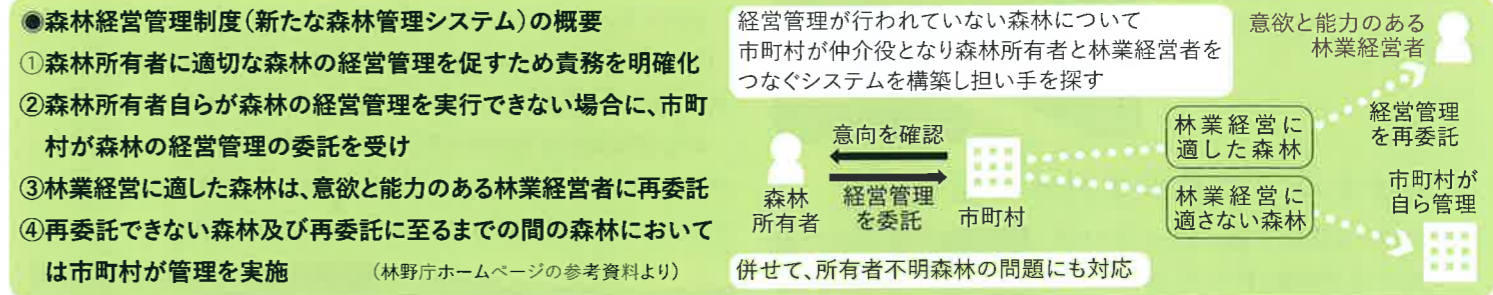 ●森林経営管理制度(新たな森林管理システム)の概要
①森林所有者に適切な森林の経営管理を促すため責務を明確化
②森林所有者自らが森林の経営管理を実行できない場合に、市町
村が森林の経営管理の委託を受け
③林業経営に適した森林は、意欲と能力のある林業経営者に再委託
④再委託できない森林及び再委託に至るまでの間の森林において
は市町村が管理を実施 (林野庁ホームページの参考資料より)
経営管理が行われていない森林について
市町村が仲介役となり森林所有者と林業経営者を
つなぐシステムを構築し担い手を探す
意欲と能力のある
林業経営者
意向を確認
経営管理
を委託
森林
所有者
市町村
林業経営に
適した森林
経営管理
を再委託
林業経営に
適さない森林
市町村が
自ら管理
併せて、所有者不明森林の問題にも対応